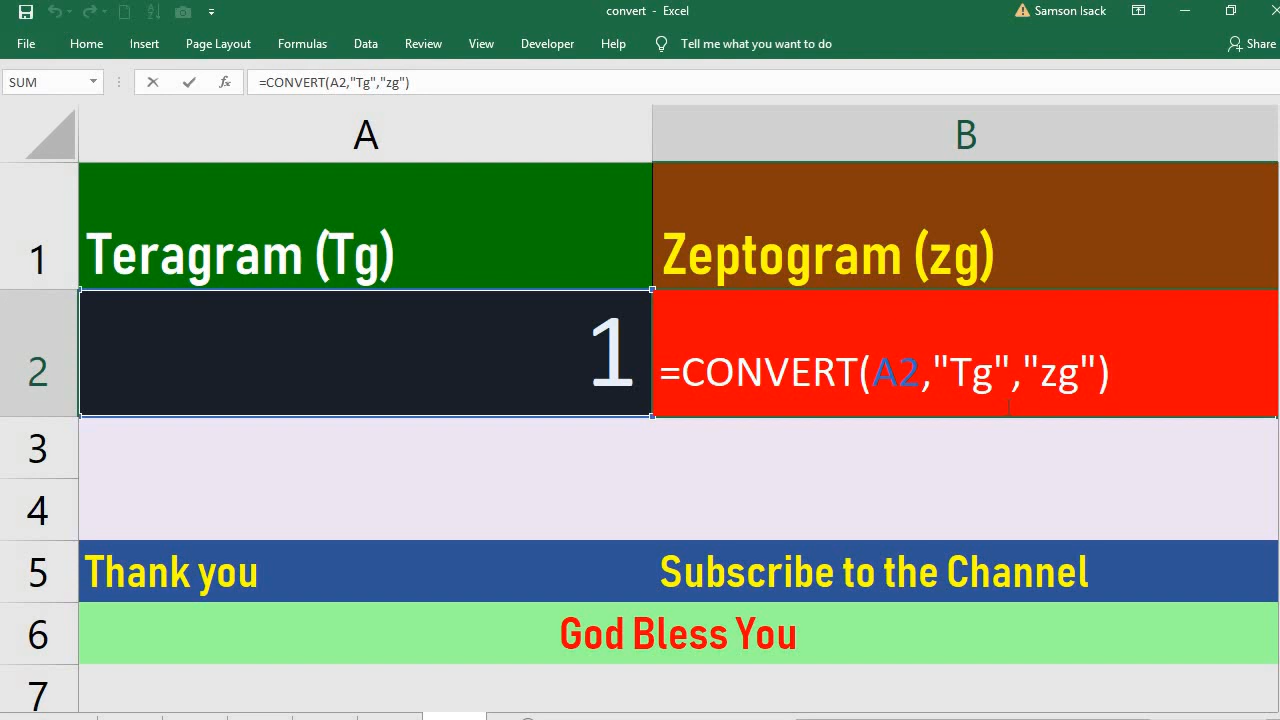 convert - Excel
Samson Isack
File Home Insert Page Layout Formulas Data Review View Developer Help Tell me what you want to do Share
SUM fx =CONVERT(A2,"Tg","zg")
A B
1 Teragram (Tg) Zeptogram (zg)
2 1 =CONVERT(A2,"Tg","zg")
3
4
5 Thank you Subscribe to the Channel
6 God Bless You
7